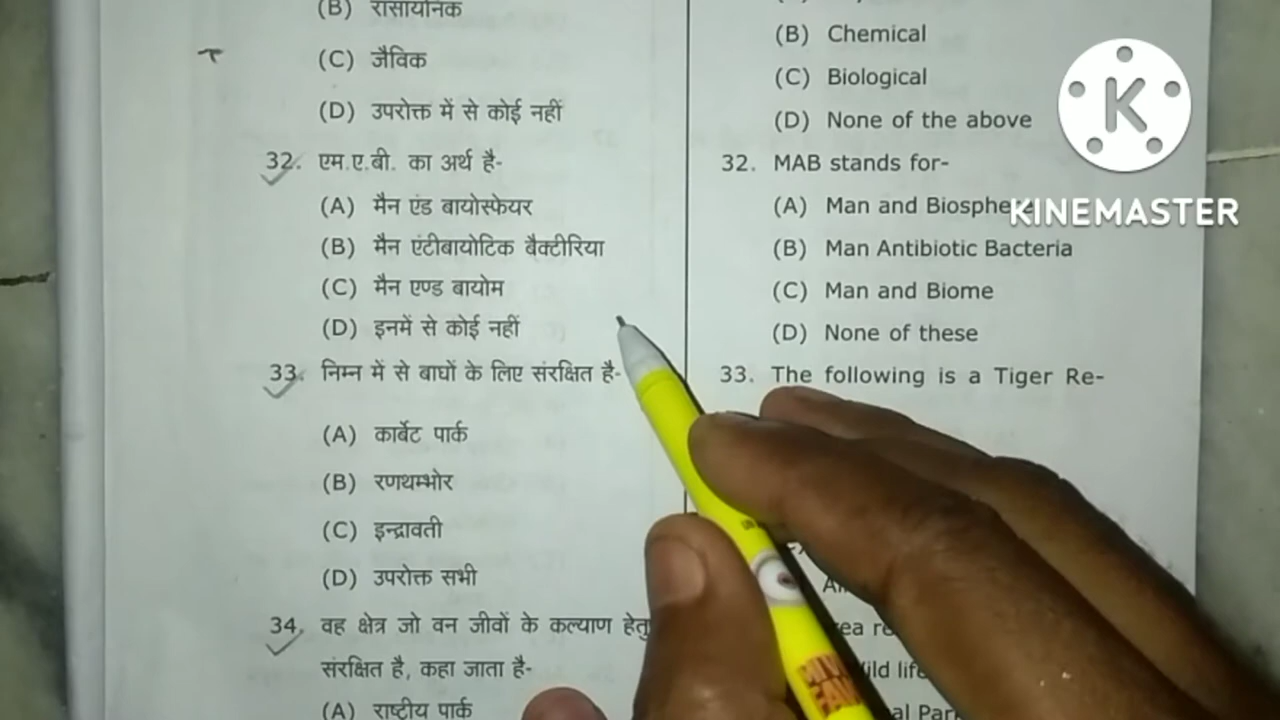 (B) रासायनिक
(C) जैविक
(D) उपरोक्त में से कोई नहीं
32. एम.ए.बी. का अर्थ है-
(A) मैन एंड बायोस्फेयर
(B) मैन एंटीबायोटिक बैक्टीरिया
(C) मैन एण्ड बायोम
(D) इनमें से कोई नहीं
33. निम्न में से बाघों के लिए संरक्षित है-
(A) कार्बेट पार्क
(B) रणथम्भोर
(C) इन्द्रावती
(D) उपरोक्त सभी
34. वह क्षेत्र जो वन जीवों के कल्याण हेतु
संरक्षित है, कहा जाता है-
(A) राष्ट्रीय पार्क
(B) Chemical
(C) Biological
(D) None of the above
32. MAB stands for-
(A) Man and Biosphe
(B) Man Antibiotic Bacteria
(C) Man and Biome
(D) None of these
33. The following is a Tiger Re-
KINEMASTER